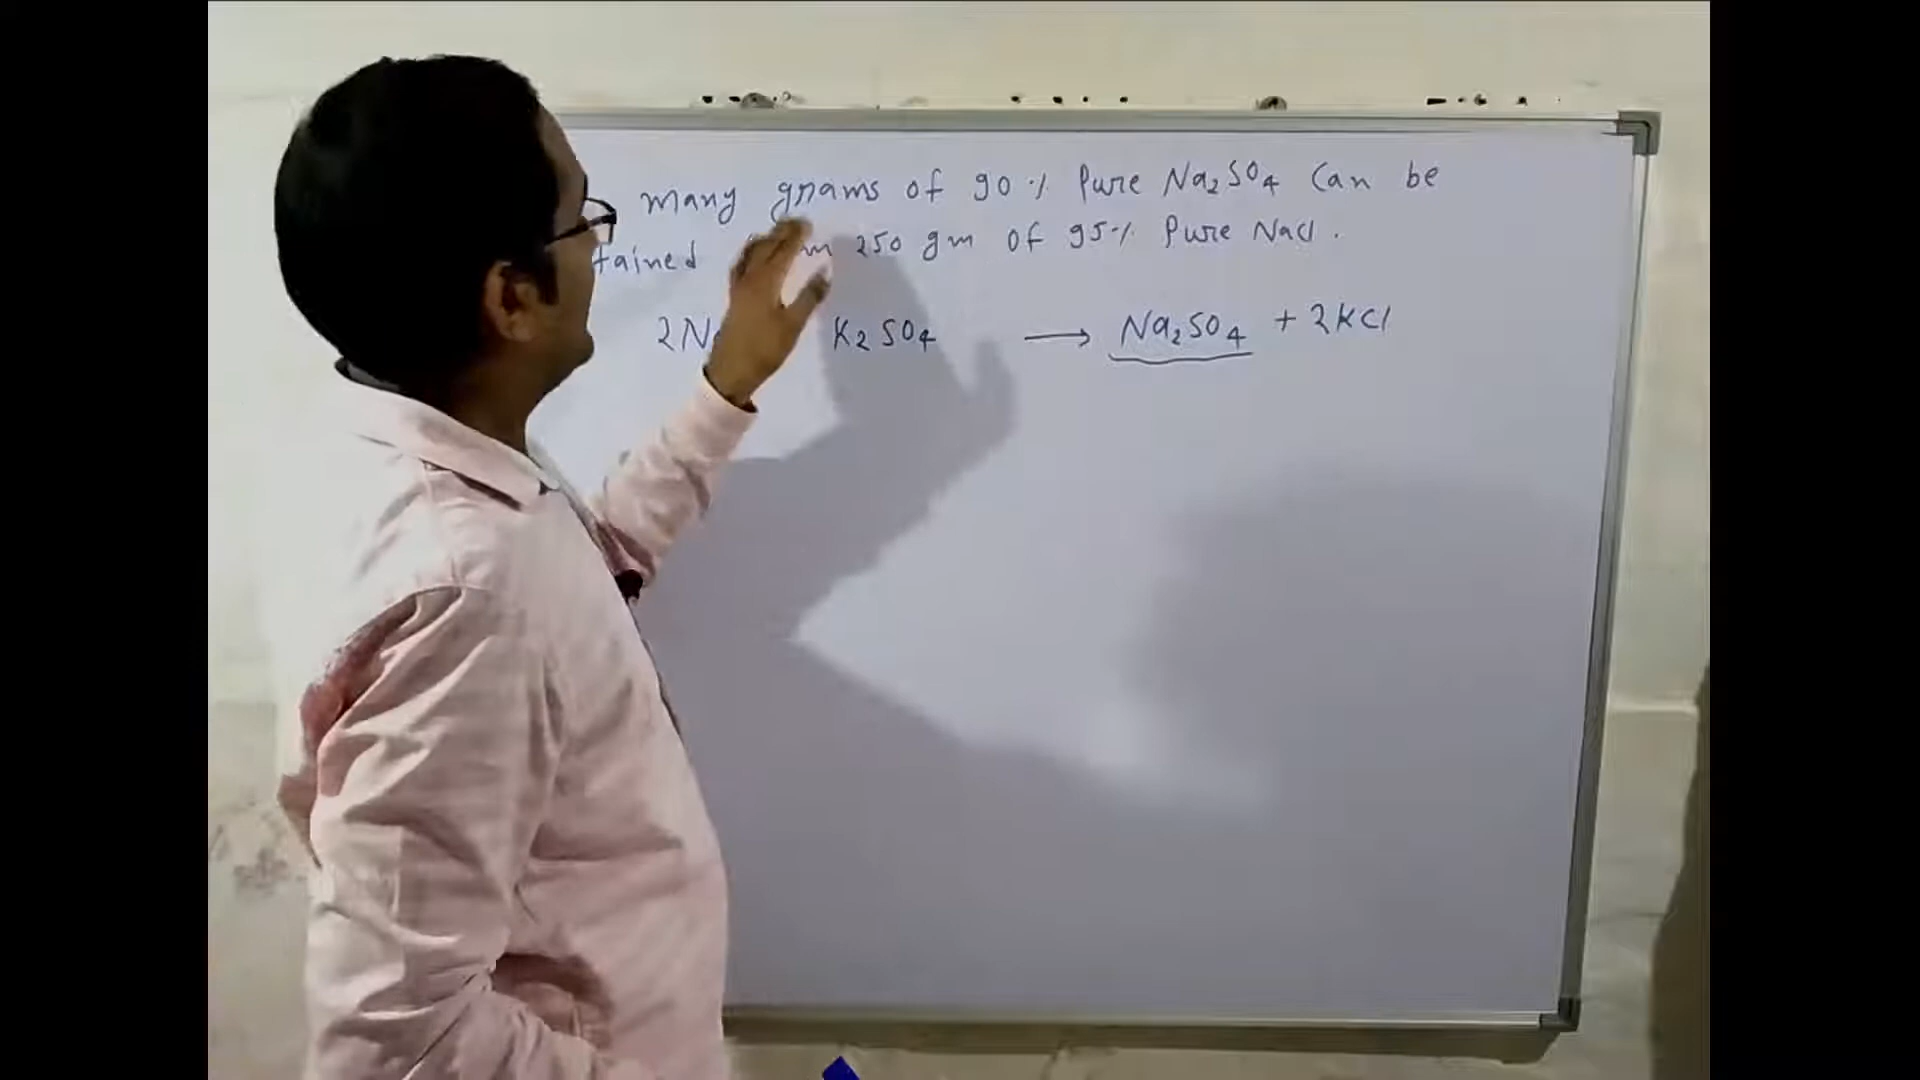 many grams of 90% Pure Na₂SO₄ Can be
tained 250 gm of 95% Pure NaCl.
2N K₂SO₄ → Na₂SO₄ + 2KCl